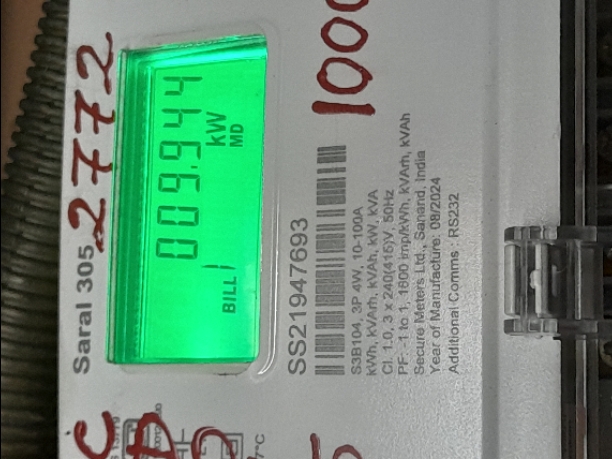 Saral 305
2772
009.944
kW
MD
BILL
SS21947693
S3B104, 3P 4W, 10-100A
kWh, kVArh, kVAh, kW, kVA
Cl. 1.0, 3 x 240(415)V, 50Hz
PF: -1 to 1, 1600 imp/kWh, kVArh, kVAh
Secure Meters Ltd., Sanand, India
Year of Manufacture: 08/2024
Additional Comms : RS232